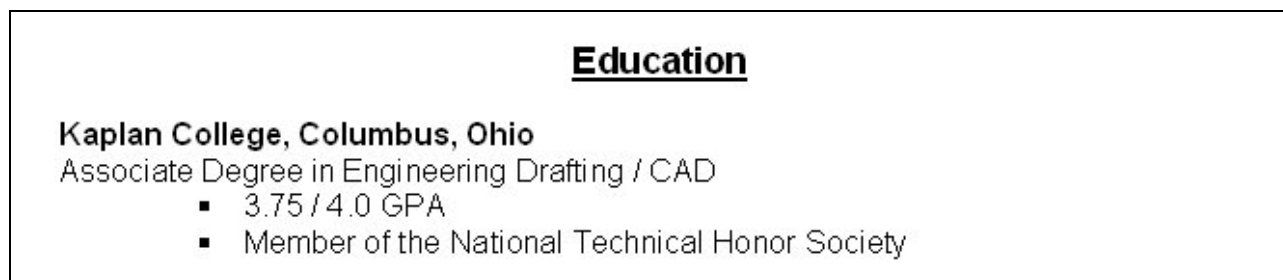 Education
Kaplan College, Columbus, Ohio
Associate Degree in Engineering Drafting / CAD
▪ 3.75 / 4.0 GPA
▪ Member of the National Technical Honor Society